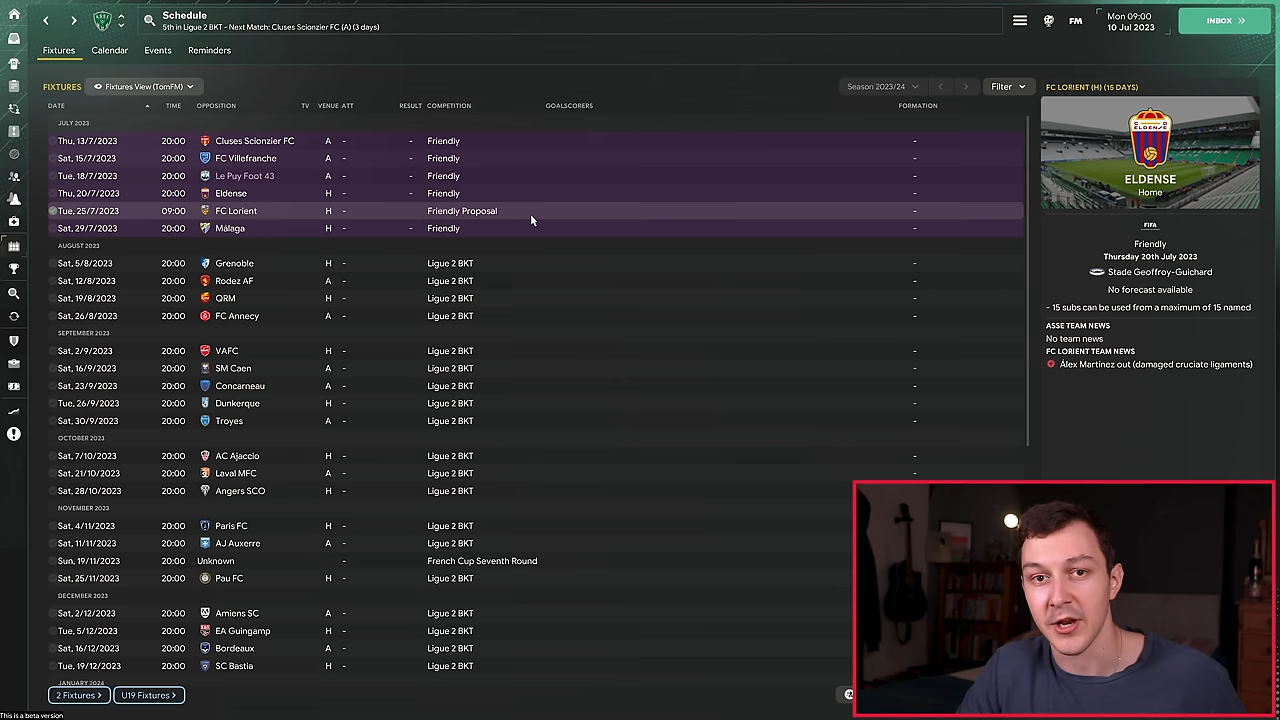 Schedule
5th in Ligue 2 BKT - Next Match: Cluses Scionzier FC (A) (3 days)
FM
Mon 09:00
10 Jul 2023
INBOX
Fixtures Calendar Events Reminders
FIXTURES Fixtures View (TomFM) Season 2023/24 Filter
DATE TIME OPPOSITION TV VENUE ATT RESULT COMPETITION GOALSCORERS FORMATION
JULY 2023
Thu, 13/7/2023 20:00 Cluses Scionzier FC A - - Friendly -
Sat, 15/7/2023 20:00 FC Villefranche A - - Friendly -
Tue, 18/7/2023 20:00 Le Puy Foot 43 A - - Friendly -
Thu, 20/7/2023 20:00 Eldense H - - Friendly -
Tue, 25/7/2023 09:00 FC Lorient H - Friendly Proposal -
Sat, 29/7/2023 20:00 Málaga H - - Friendly -
AUGUST 2023
Sat, 5/8/2023 20:00 Grenoble H - Ligue 2 BKT -
Sat, 12/8/2023 20:00 Rodez AF A - Ligue 2 BKT -
Sat, 19/8/2023 20:00 QRM H - Ligue 2 BKT -
Sat, 26/8/2023 20:00 FC Annecy A - Ligue 2 BKT -
SEPTEMBER 2023
Sat, 2/9/2023 20:00 VAFC H - Ligue 2 BKT -
Sat, 16/9/2023 20:00 SM Caen A - Ligue 2 BKT -
Sat, 23/9/2023 20:00 Concarneau A - Ligue 2 BKT -
Tue, 26/9/2023 20:00 Dunkerque H - Ligue 2 BKT -
Sat, 30/9/2023 20:00 Troyes A - Ligue 2 BKT -
OCTOBER 2023
Sat, 7/10/2023 20:00 AC Ajaccio H - Ligue 2 BKT -
Sat, 21/10/2023 20:00 Laval MFC A - Ligue 2 BKT -
Sat, 28/10/2023 20:00 Angers SCO H - Ligue 2 BKT -
NOVEMBER 2023
Sat, 4/11/2023 20:00 Paris FC H - Ligue 2 BKT
Sat, 11/11/2023 20:00 AJ Auxerre A - Ligue 2 BKT
Sun, 19/11/2023 20:00 Unknown - French Cup Seventh Round
Sat, 25/11/2023 20:00 Pau FC H - Ligue 2 BKT
DECEMBER 2023
Sat, 2/12/2023 20:00 Amiens SC A - Ligue 2 BKT
Tue, 5/12/2023 20:00 EA Guingamp H - Ligue 2 BKT
Sat, 16/12/2023 20:00 Bordeaux A - Ligue 2 BKT
Tue, 19/12/2023 20:00 SC Bastia H - Ligue 2 BKT
JANUARY 2024
2 Fixtures > U19 Fixtures >
This is a beta version
FC LORIENT (H) (15 DAYS)
ELDENSE
Home
FIFA
Friendly
Thursday 20th July 2023
Stade Geoffroy-Guichard
No forecast available
- 15 subs can be used from a maximum of 15 named
ASSE TEAM NEWS
No team news
FC LORIENT TEAM NEWS
Álex Martínez out (damaged cruciate ligaments)